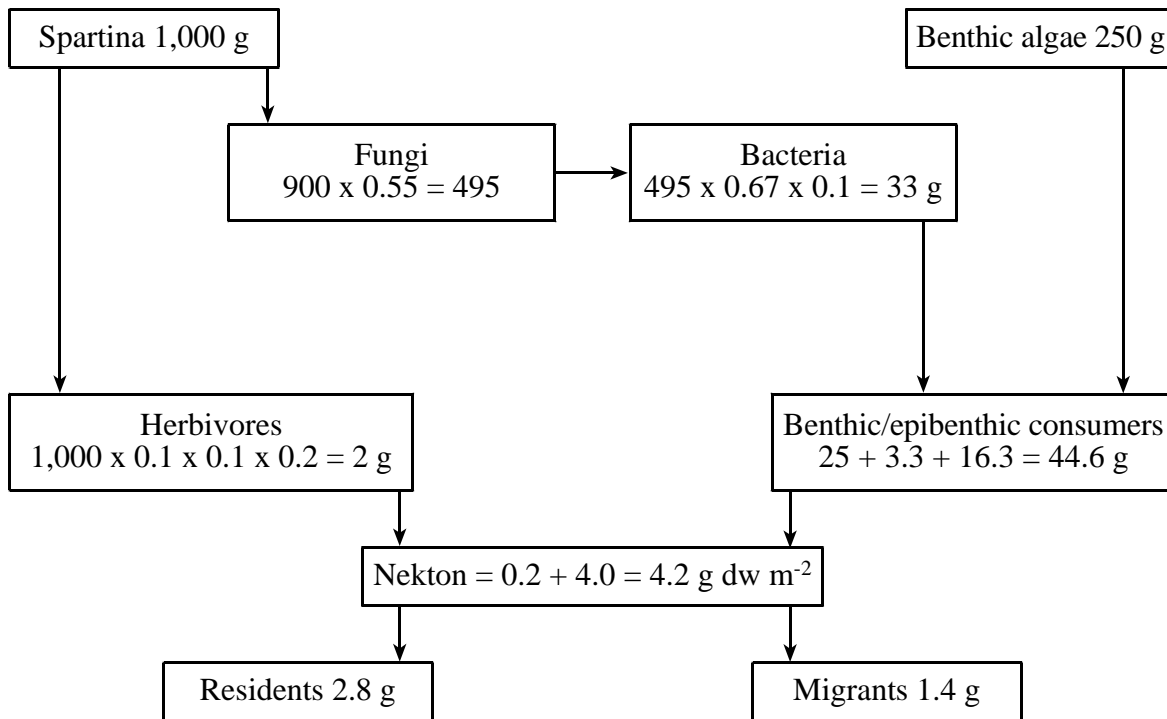 Spartina 1,000 g
Benthic algae 250 g
Fungi
900 x 0.55 = 495
Bacteria
495 x 0.67 x 0.1 = 33 g
Herbivores
1,000 x 0.1 x 0.1 x 0.2 = 2 g
Benthic/epibenthic consumers
25 + 3.3 + 16.3 = 44.6 g
Nekton = 0.2 + 4.0 = 4.2 g dw m-2
Residents 2.8 g
Migrants 1.4 g